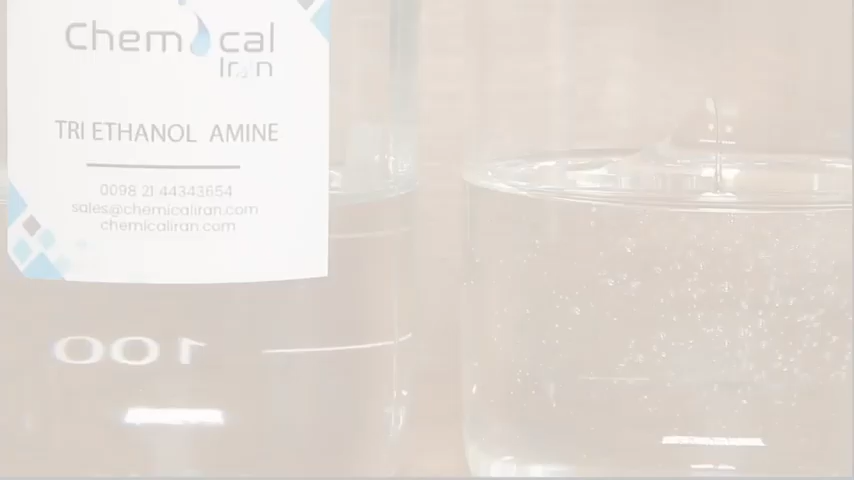 Chemical
Iran
TRI ETHANOL AMINE
0098 21 44343654
sales@chemicaliran.com
chemicaliran.com
100